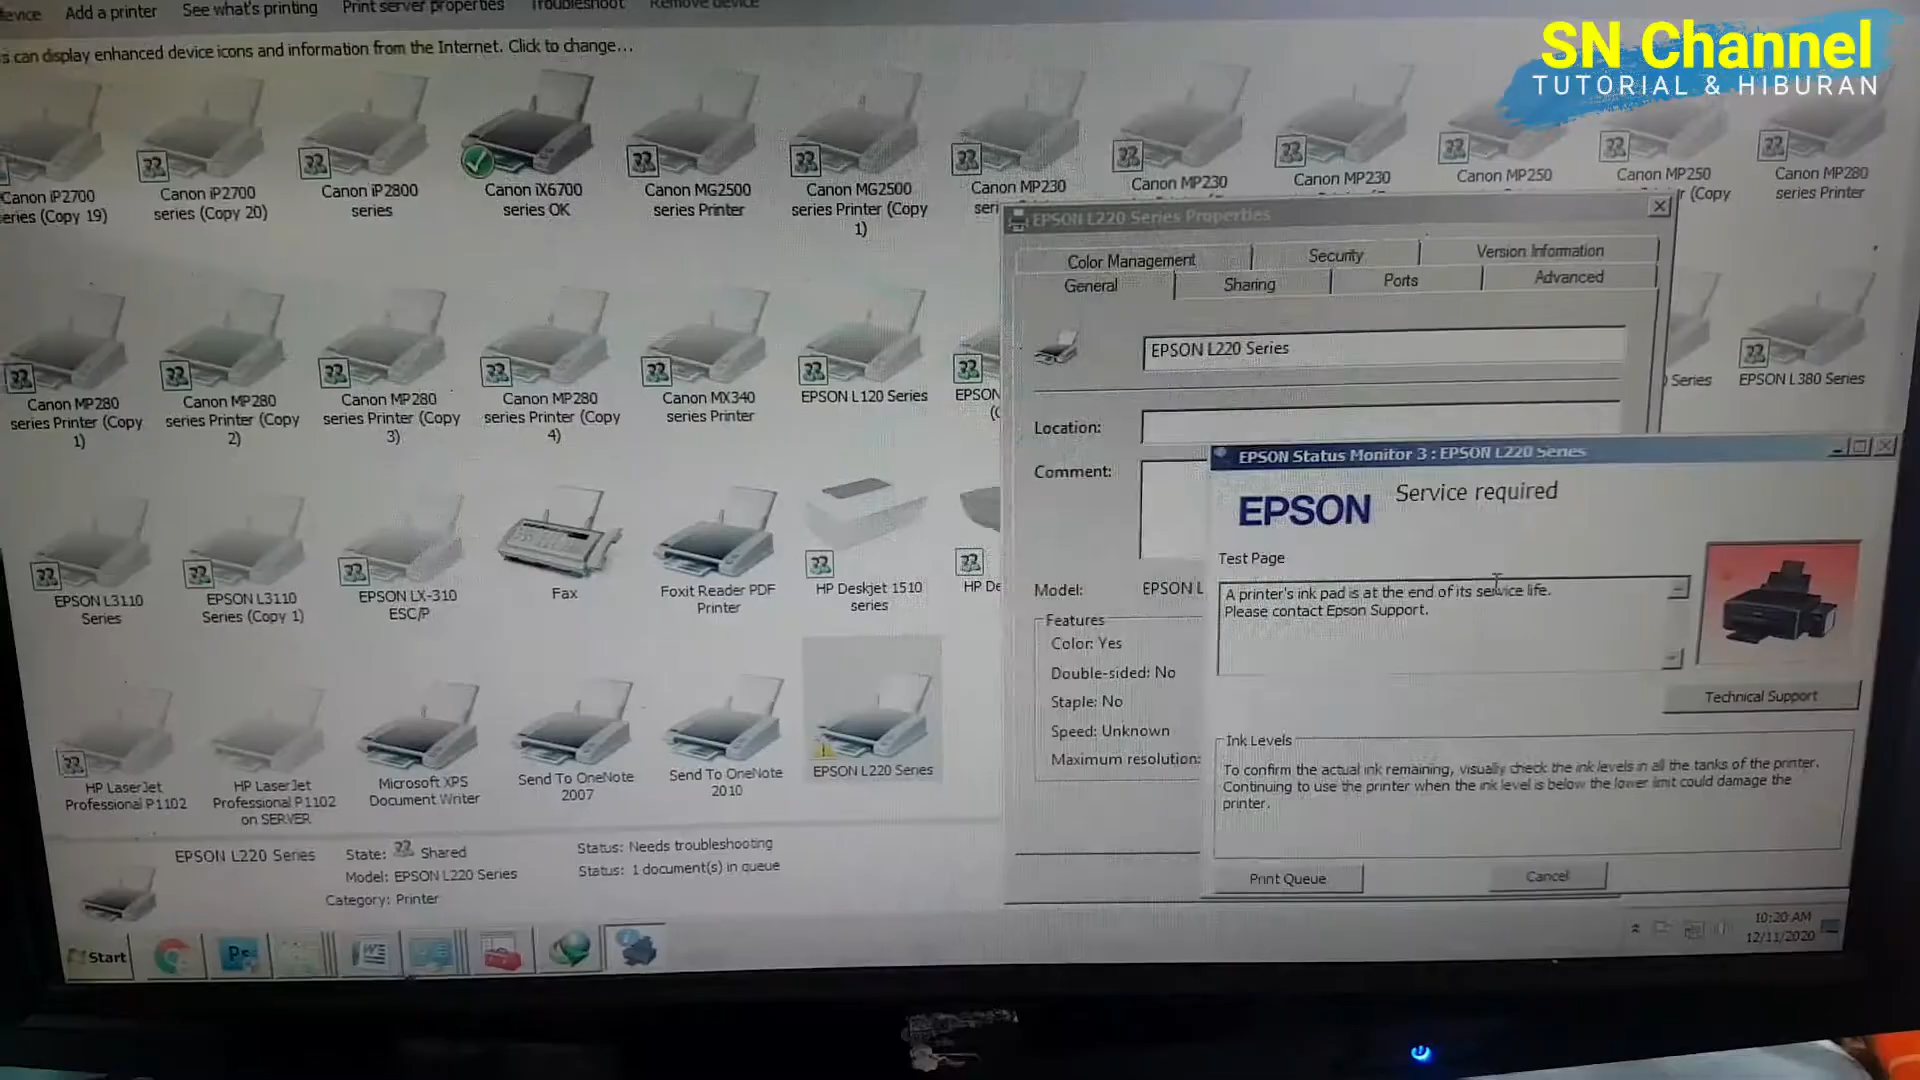 device
Add a printer
See what's printing
Print server properties
Troubleshoot
Remove device
s can display enhanced device icons and information from the Internet. Click to change...
SN Channel
TUTORIAL & HIBURAN
Canon iP2700
eries (Copy 19)
Canon iP2700
series (Copy 20)
Canon iP2800
series
Canon iX6700
series OK
Canon MG2500
series Printer
Canon MG2500
series Printer (Copy
1)
Canon MP230
Canon MP230
Canon MP230
Canon MP250
Canon MP250
(Copy
Canon MP280
series Printer
Canon MP280
series Printer (Copy
1)
Canon MP280
series Printer (Copy
2)
Canon MP280
series Printer (Copy
3)
Canon MP280
series Printer (Copy
4)
Canon MX340
series Printer
EPSON L120 Series
EPSON
Series
EPSON L380 Series
EPSON L3110
Series
EPSON L3110
Series (Copy 1)
EPSON LX-310
ESC/P
Fax
Foxit Reader PDF
Printer
HP Deskjet 1510
series
HP De
HP LaserJet
Professional P1102
HP LaserJet
Professional P1102
on SERVER
Microsoft XPS
Document Writer
Send To OneNote
2007
Send To OneNote
2010
EPSON L220 Series
EPSON L220 Series Properties
Color Management
Security
Version Information
General
Sharing
Ports
Advanced
EPSON L220 Series
Location:
Comment:
Model:
EPSON L
Features
Color: Yes
Double-sided: No
Staple: No
Speed: Unknown
Maximum resolution:
EPSON Status Monitor 3 : EPSON L220 Series
EPSON
Service required
Test Page
A printer's ink pad is at the end of its service life.
Please contact Epson Support.
Technical Support
Ink Levels
To confirm the actual ink remaining, visually check the ink levels in all the tanks of the printer.
Continuing to use the printer when the ink level is below the lower limit could damage the
printer.
Print Queue
Cancel
EPSON L220 Series
State: Shared
Model: EPSON L220 Series
Category: Printer
Status: Needs troubleshooting
Status: 1 document(s) in queue
Start
Ps
10:20 AM
12/11/2020